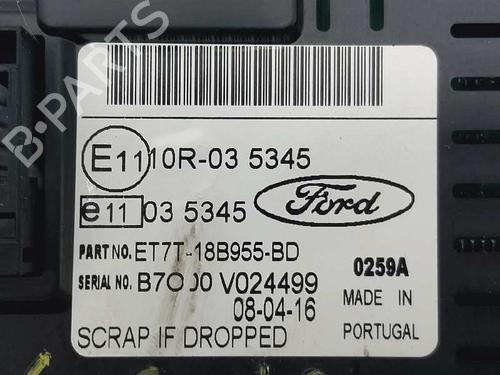 B-PARTS
E11 10R-03 5345
e11 03 5345
Ford
PART NO. ET7T-18B955-BD
SERIAL NO. B7000 V024499
0259A
08-04-16
MADE IN
PORTUGAL
SCRAP IF DROPPED